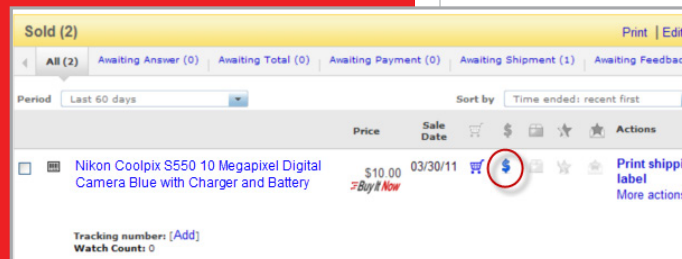 Sold (2) Print | Edit
All (2) Awaiting Answer (0) Awaiting Total (0) Awaiting Payment (0) Awaiting Shipment (1) Awaiting Feedbac
Period Last 60 days Sort by Time ended: recent first
Price Sale Date $ Actions
Nikon Coolpix S550 10 Megapixel Digital
Camera Blue with Charger and Battery
$10.00
Buy It Now
03/30/11
$
Print shippi
label
More actions
Tracking number: [Add]
Watch Count: 0